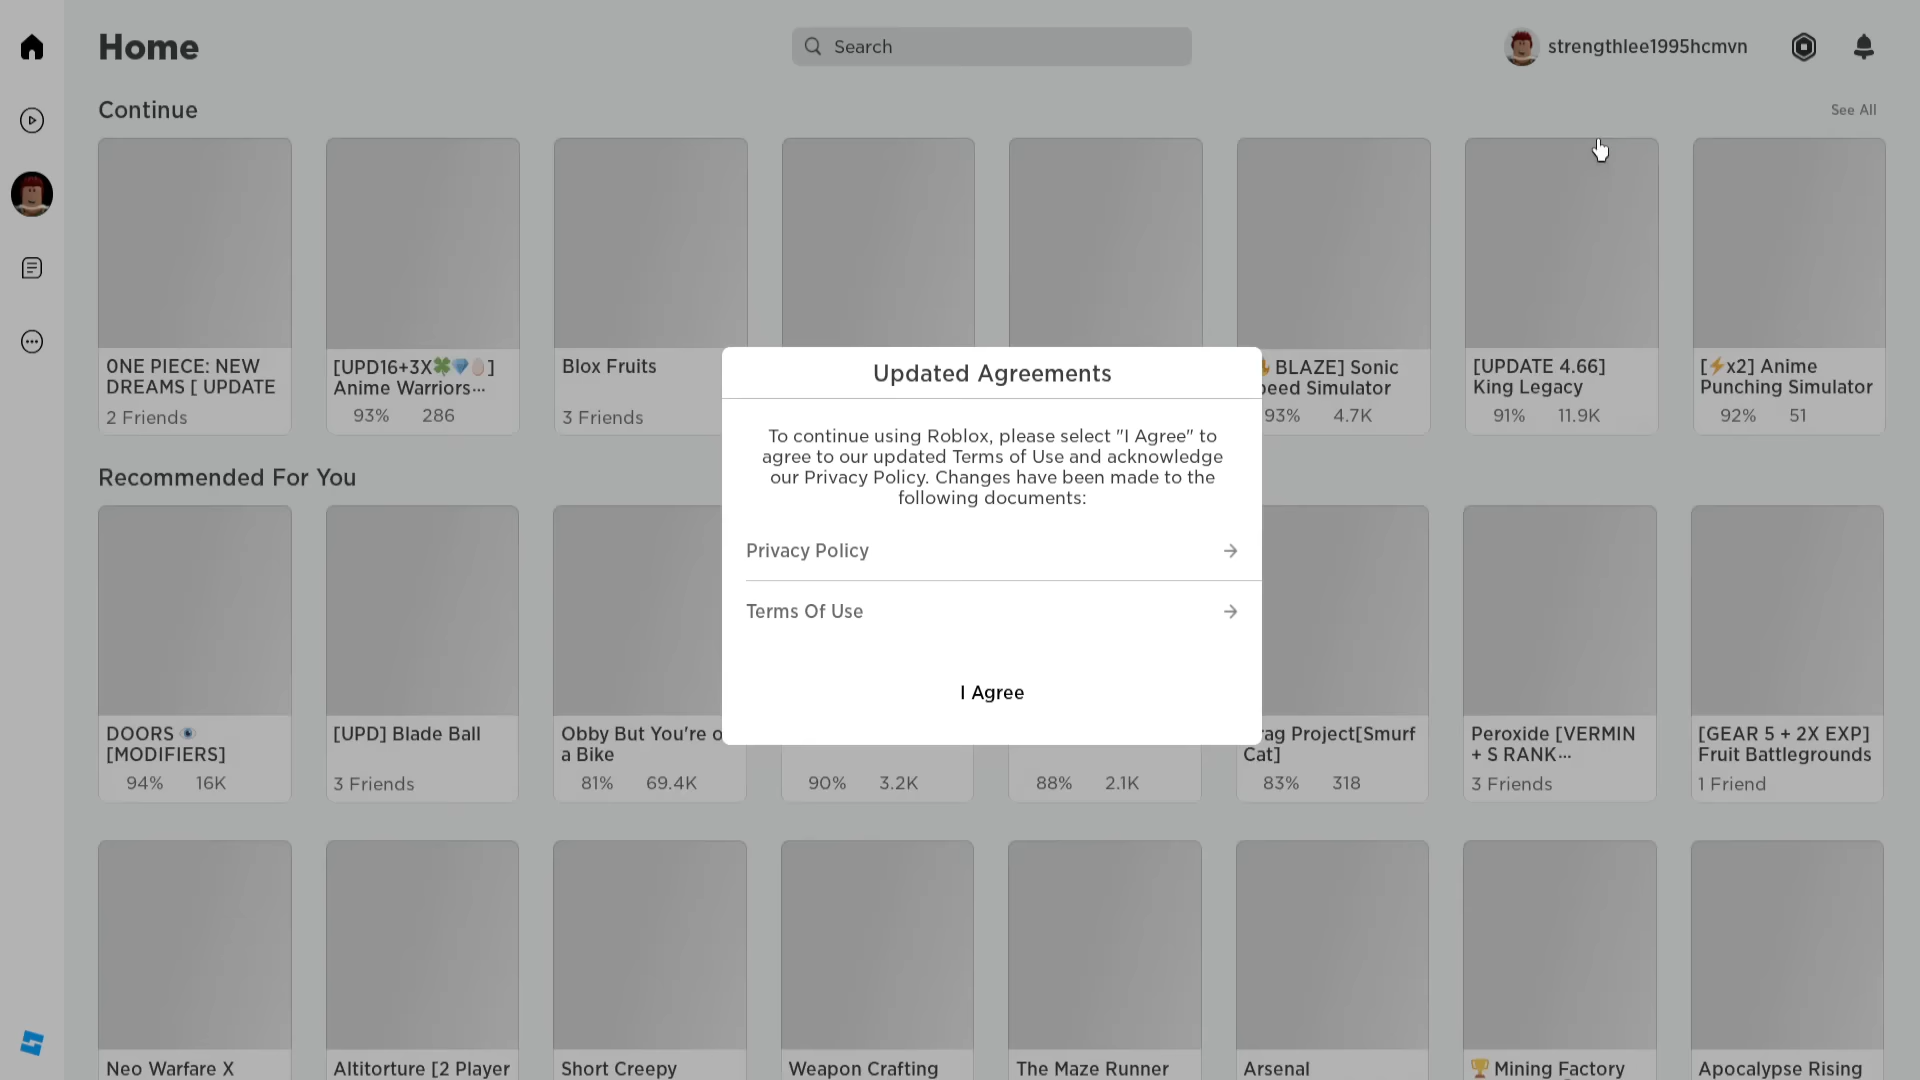 Home
Search
strengthlee1995hcmvn
Continue
See All
0NE PIECE: NEW
DREAMS [ UPDATE
2 Friends
[UPD16+3X🍀💎🥚]
Anime Warriors...
93% 286
Blox Fruits
3 Friends
BLAZE] Sonic
Simulator
93% 4.7K
[UPDATE 4.66]
King Legacy
91% 11.9K
[⚡x2] Anime
Punching Simulator
92% 51
Updated Agreements
To continue using Roblox, please select "I Agree" to
agree to our updated Terms of Use and acknowledge
our Privacy Policy. Changes have been made to the
following documents:
Privacy Policy
Terms Of Use
I Agree
Recommended For You
DOORS 👁
[MODIFIERS]
94% 16K
[UPD] Blade Ball
3 Friends
Obby But You're
a Bike
81% 69.4K
90% 3.2K
88% 2.1K
Project[Smurf
Cat]
83% 318
Peroxide [VERMIN
+ S RANK...
3 Friends
[GEAR 5 + 2X EXP]
Fruit Battlegrounds
1 Friend
Neo Warfare X
Altitorture [2 Player
Short Creepy
Weapon Crafting
The Maze Runner
Arsenal
🏆 Mining Factory
Apocalypse Rising